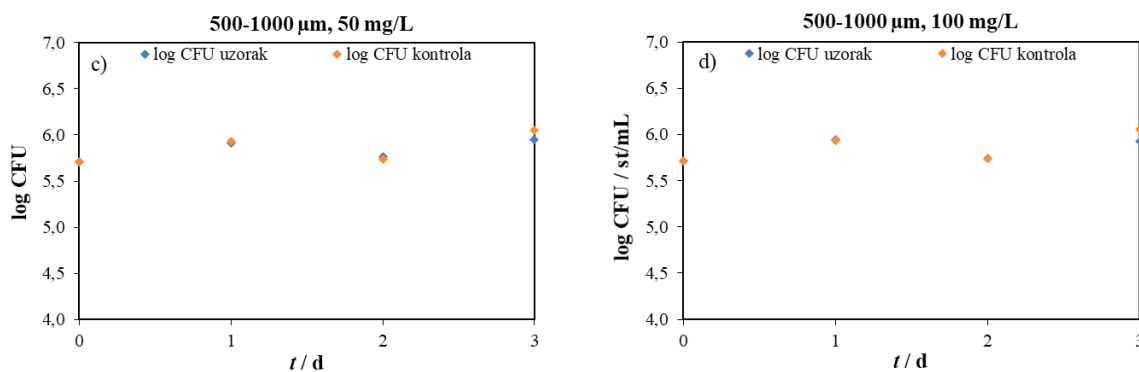 500-1000 µm, 50 mg/L
c)
log CFU uzorak
log CFU kontrola
7,0
6,5
6,0
5,5
5,0
4,5
4,0
log CFU
0
1
2
3
t / d
500-1000 µm, 100 mg/L
d)
log CFU uzorak
log CFU kontrola
7,0
6,5
6,0
5,5
5,0
4,5
4,0
log CFU / st/mL
0
1
2
3
t / d